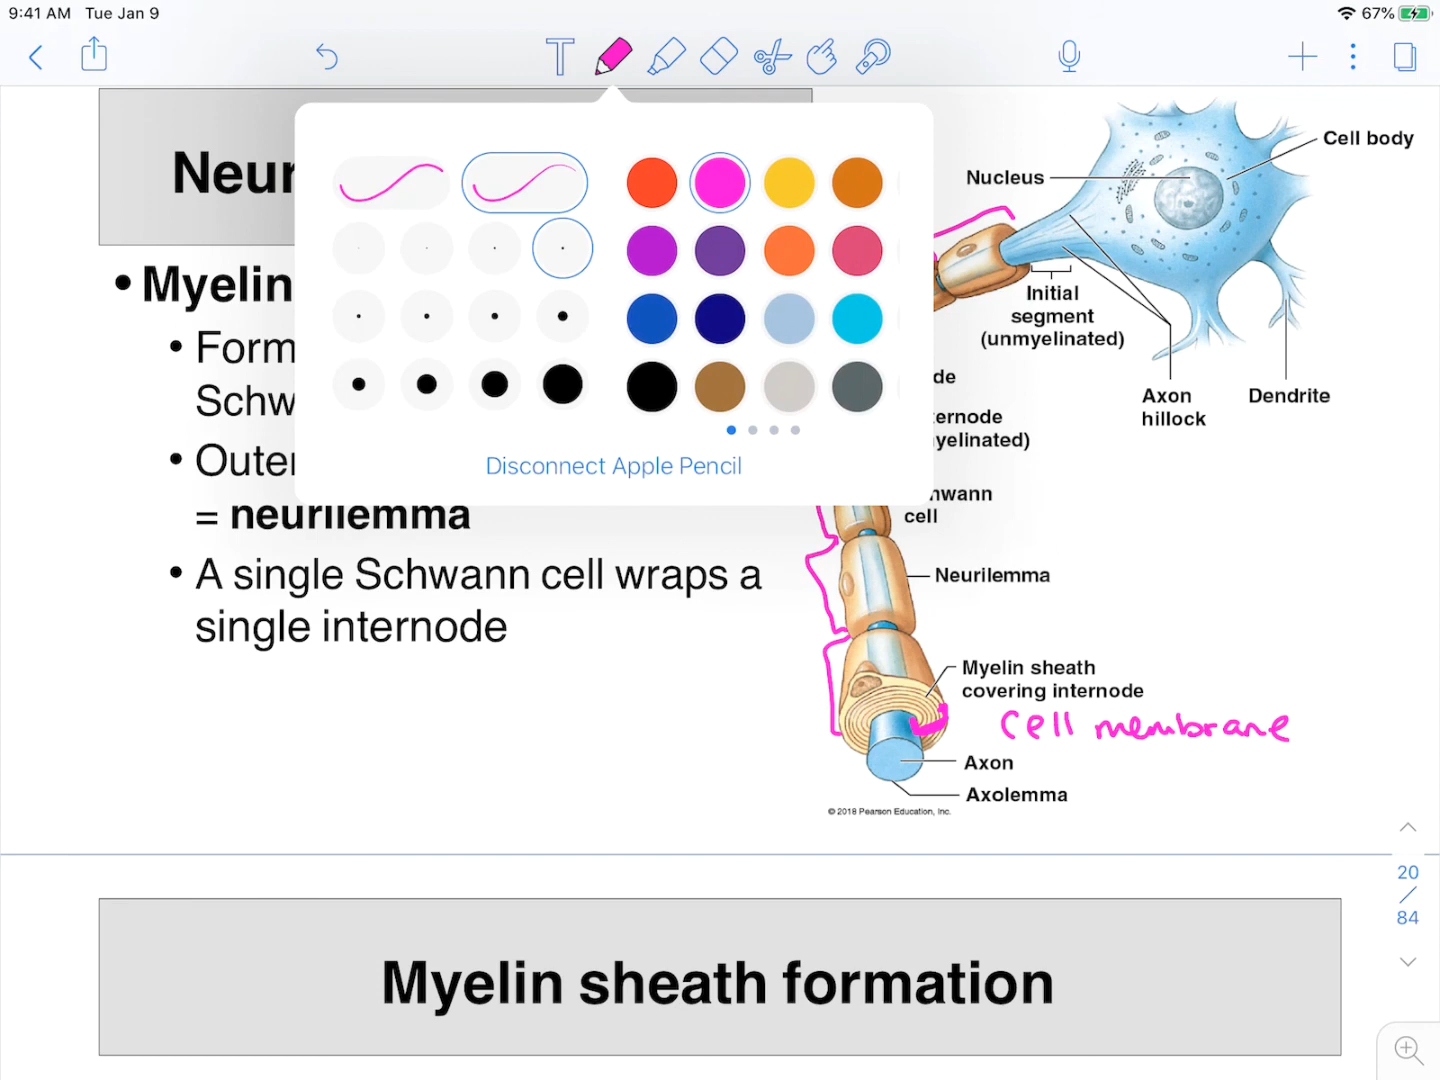 9:41 AM Tue Jan 9
67%
T
Neur
• Myelin
• Form
Schw
• Outer
= neurilemma
• A single Schwann cell wraps a
single internode
Disconnect Apple Pencil
Cell body
Nucleus
Initial
segment
(unmyelinated)
Axon
hillock
Dendrite
de
ernode
yelinated)
hwann
cell
Neurilemma
Myelin sheath
covering internode
Cell membrane
Axon
Axolemma
© 2018 Pearson Education, Inc.
20
/
84
Myelin sheath formation